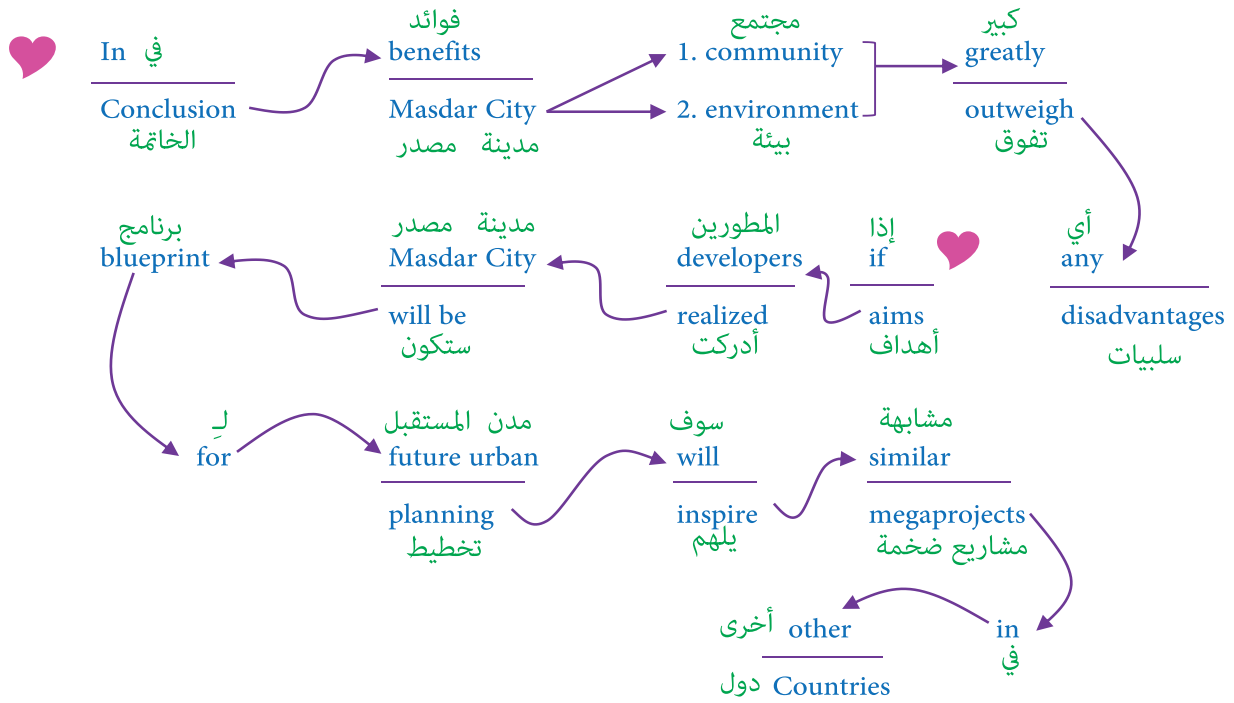 في In
Conclusion
الخاتمة
فوائد
benefits
Masdar City
مدينة مصدر
مجتمع
1. community
2. environment
بيئة
كبير
greatly
outweigh
تفوق
أي
any
disadvantages
سلبيات
إذا
if
aims
أهداف
المطورين
developers
realized
أدركت
مدينة مصدر
Masdar City
will be
ستكون
برنامج
blueprint
لـِ
for
مدن المستقبل
future urban
planning
تخطيط
سوف
will
inspire
يلهم
مشابهة
similar
megaprojects
مشاريع ضخمة
in
في
أخرى other
دول Countries